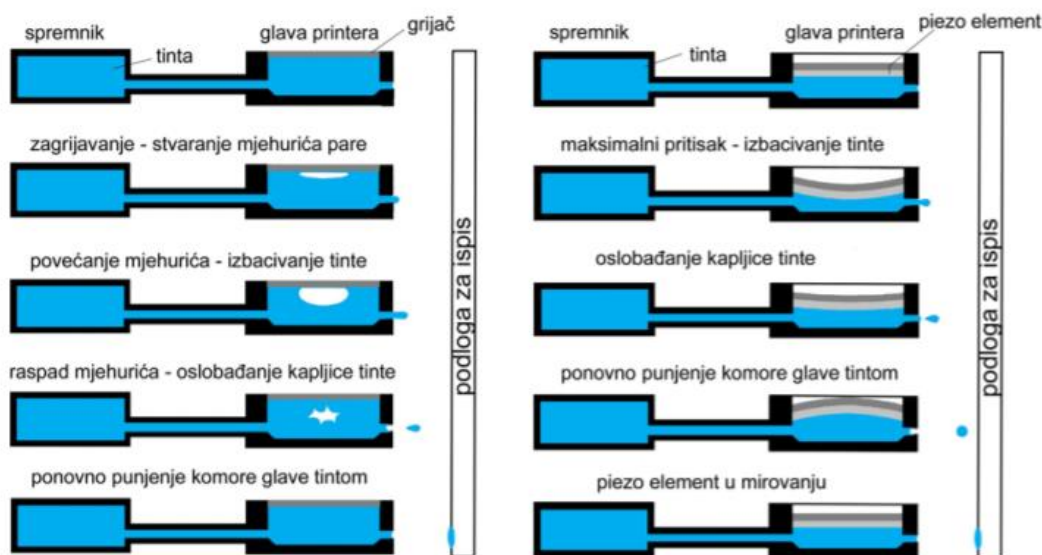 spremnik
glava printera
grijač
tinta
zagrijavanje - stvaranje mjehurića pare
povećanje mjehurića - izbacivanje tinte
raspad mjehurića - oslobađanje kapljice tinte
ponovno punjenje komore glave tintom
podloga za ispis
spremnik
glava printera
piezo element
tinta
maksimalni pritisak - izbacivanje tinte
oslobađanje kapljice tinte
ponovno punjenje komore glave tintom
piezo element u mirovanju
podloga za ispis